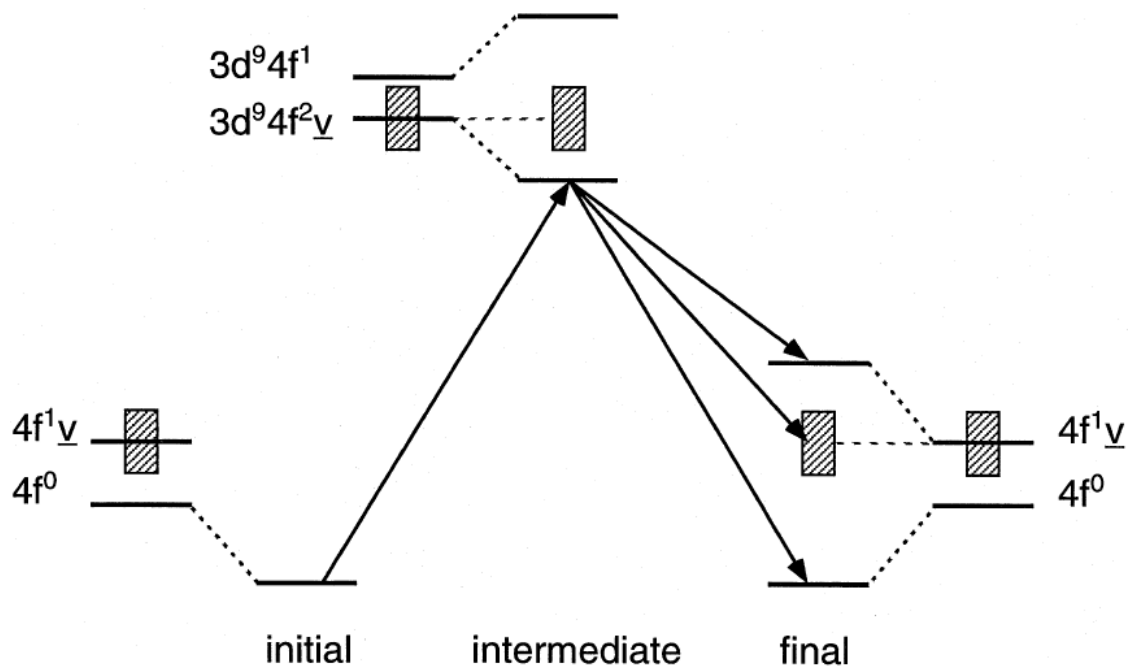 3d⁹4f¹
3d⁹4f²v̲
4f¹v̲
4f⁰
4f¹v̲
4f⁰
initial intermediate final